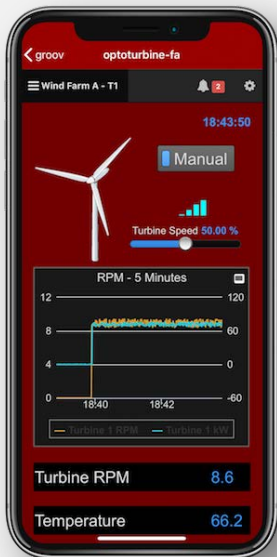 groov optoturbine-fa
Wind Farm A - T1 2
18:43:50
Manual
Turbine Speed 50.00 %
RPM - 5 Minutes
12 120
8 60
4 0
0 -60
18:40 18:42
Turbine 1 RPM Turbine 1 kW
Turbine RPM 8.6
Temperature 66.2